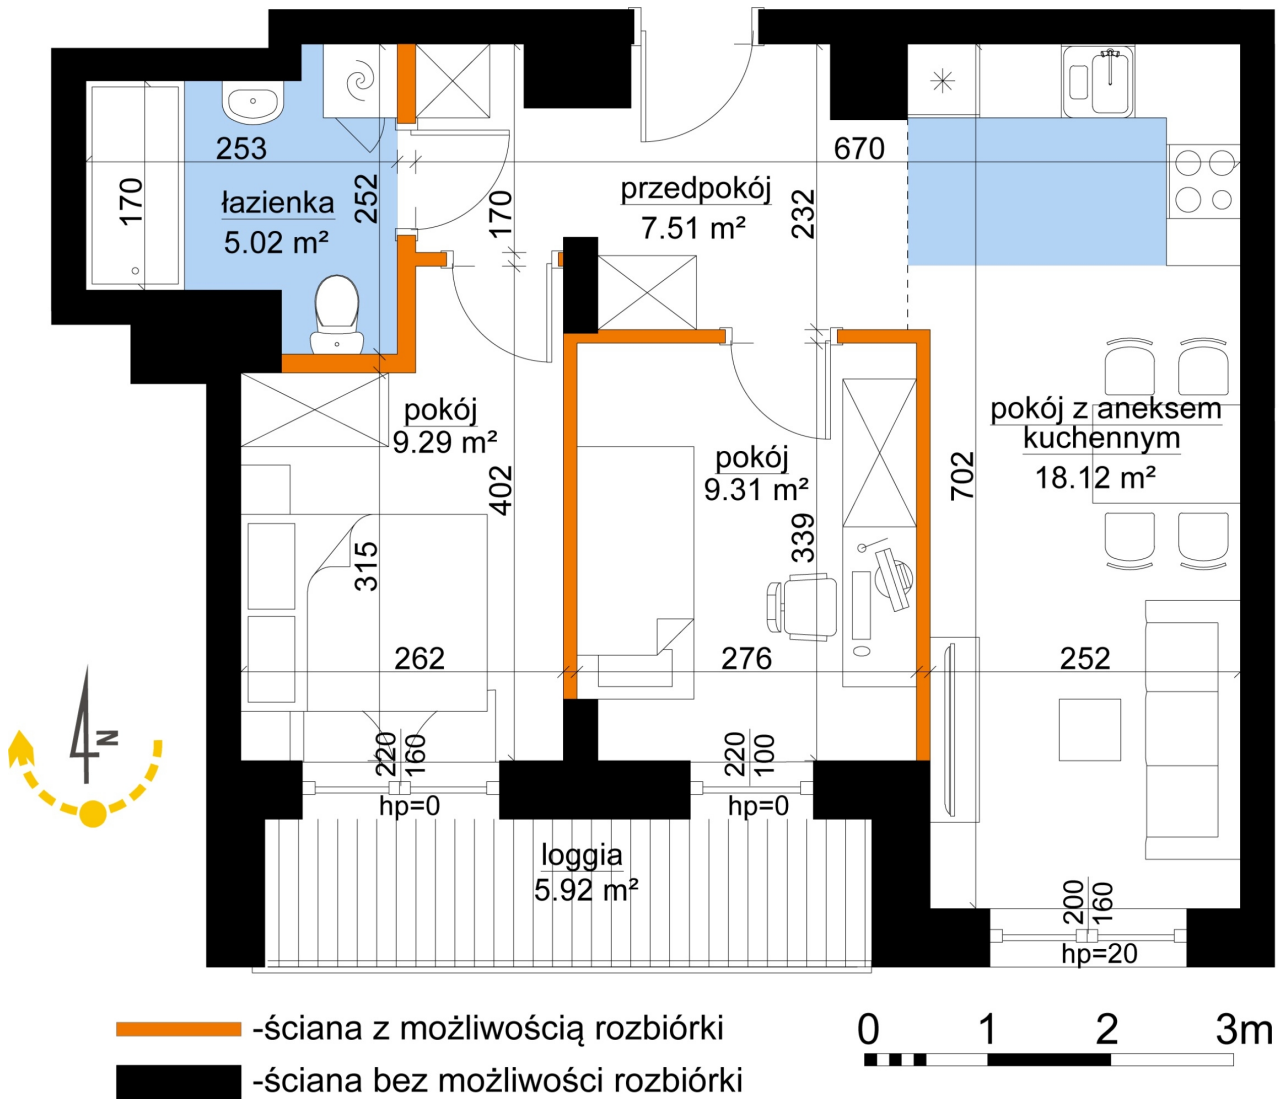 253
670
170
łazienka
5.02 m²
252
170
przedpokój
7.51 m²
232
pokój
9.29 m²
402
315
pokój
9.31 m²
339
702
pokój z aneksem
kuchennym
18.12 m²
262
276
252
N
220
160
hp=0
220
100
hp=0
loggia
5.92 m²
200
160
hp=20
-ściana z możliwością rozbiórki
-ściana bez możliwości rozbiórki
0 1 2 3m